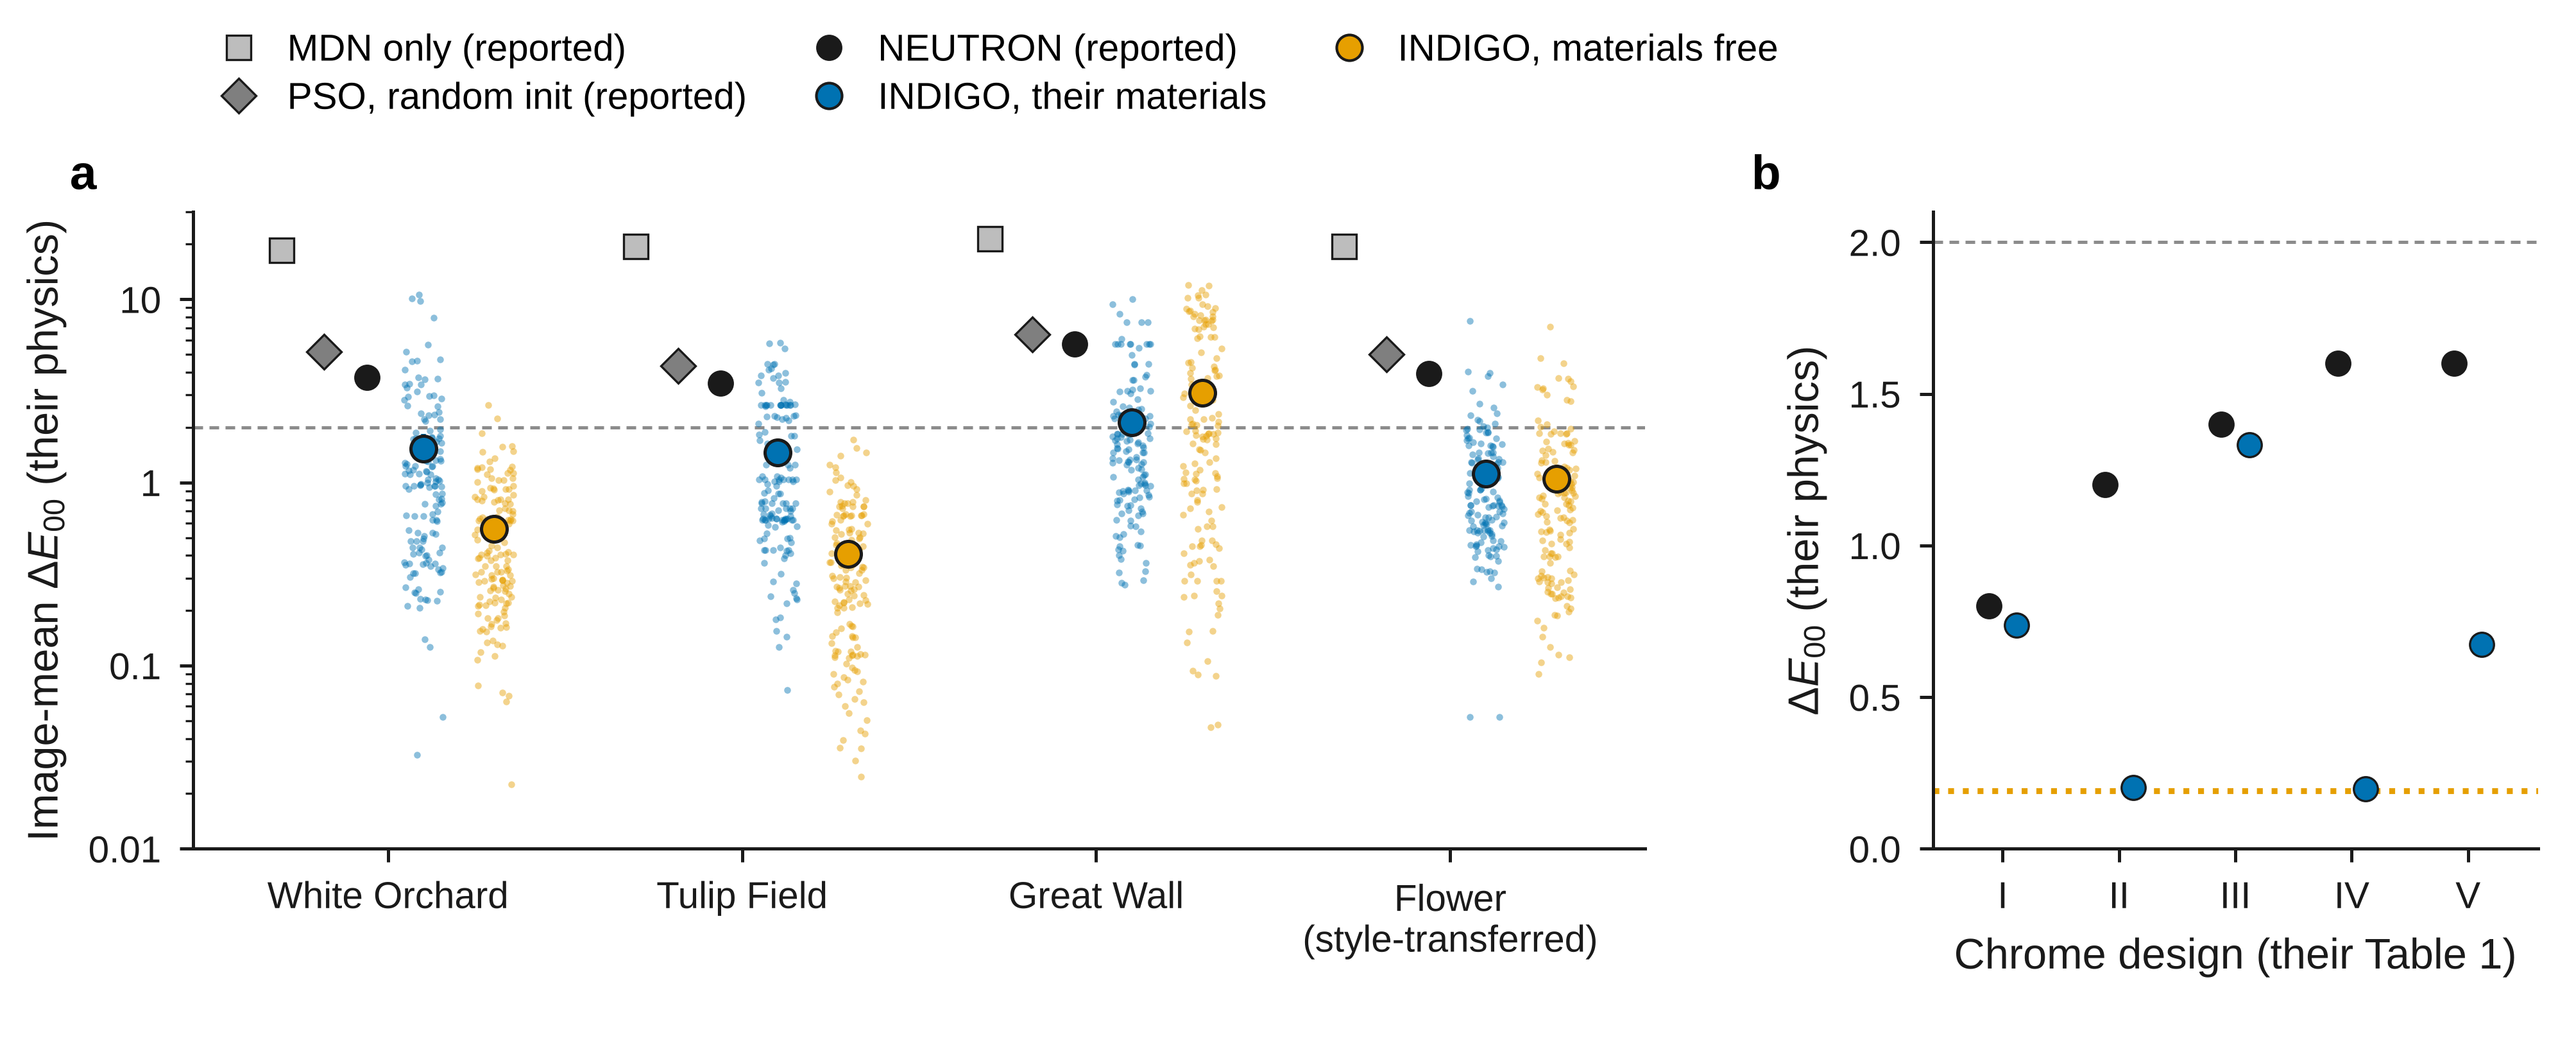 MDN only (reported)
PSO, random init (reported)
NEUTRON (reported)
INDIGO, their materials
INDIGO, materials free
a
Image-mean ΔE00 (their physics)
10
1
0.1
0.01
White Orchard
Tulip Field
Great Wall
Flower
(style-transferred)
b
ΔE00 (their physics)
2.0
1.5
1.0
0.5
0.0
I
II
III
IV
V
Chrome design (their Table 1)